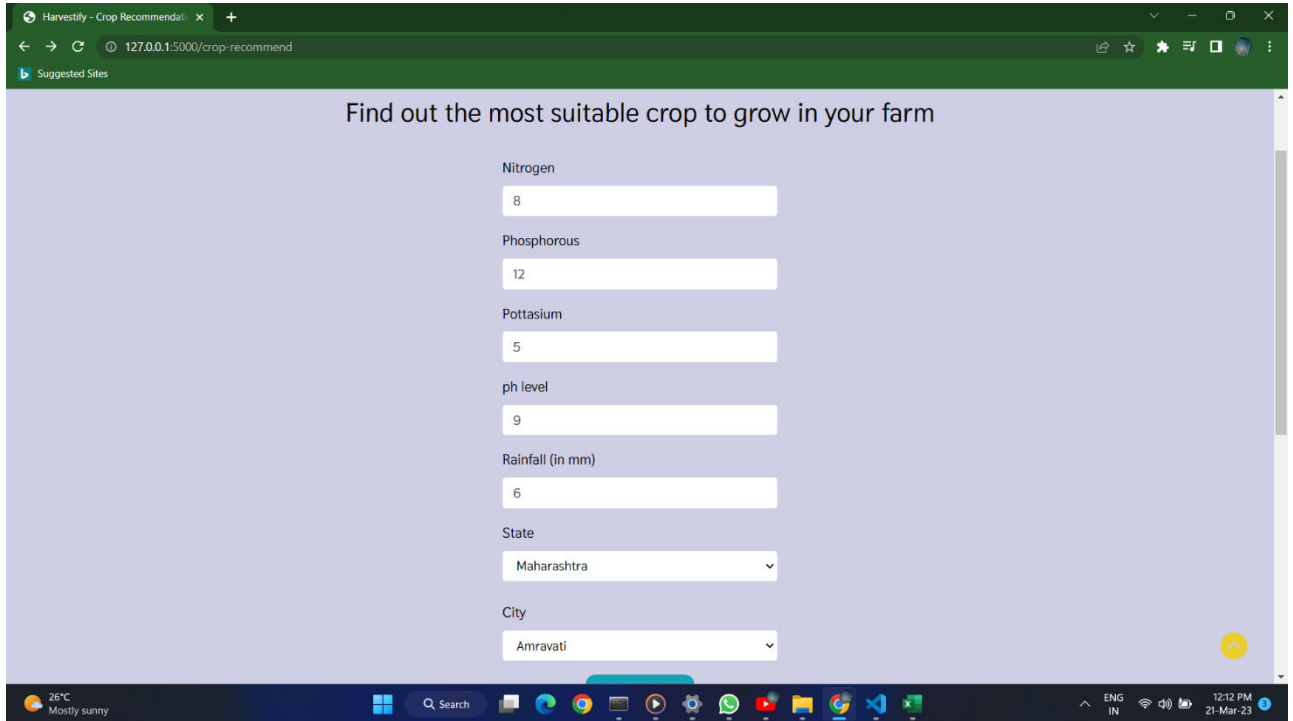 Harvestify - Crop Recommendati
127.0.0.1:5000/crop-recommend
Suggested Sites
Find out the most suitable crop to grow in your farm
Nitrogen
8
Phosphorous
12
Pottasium
5
ph level
9
Rainfall (in mm)
6
State
Maharashtra
City
Amravati
26°C
Mostly sunny
Search
ENG
IN
12:12 PM
21-Mar-23
3